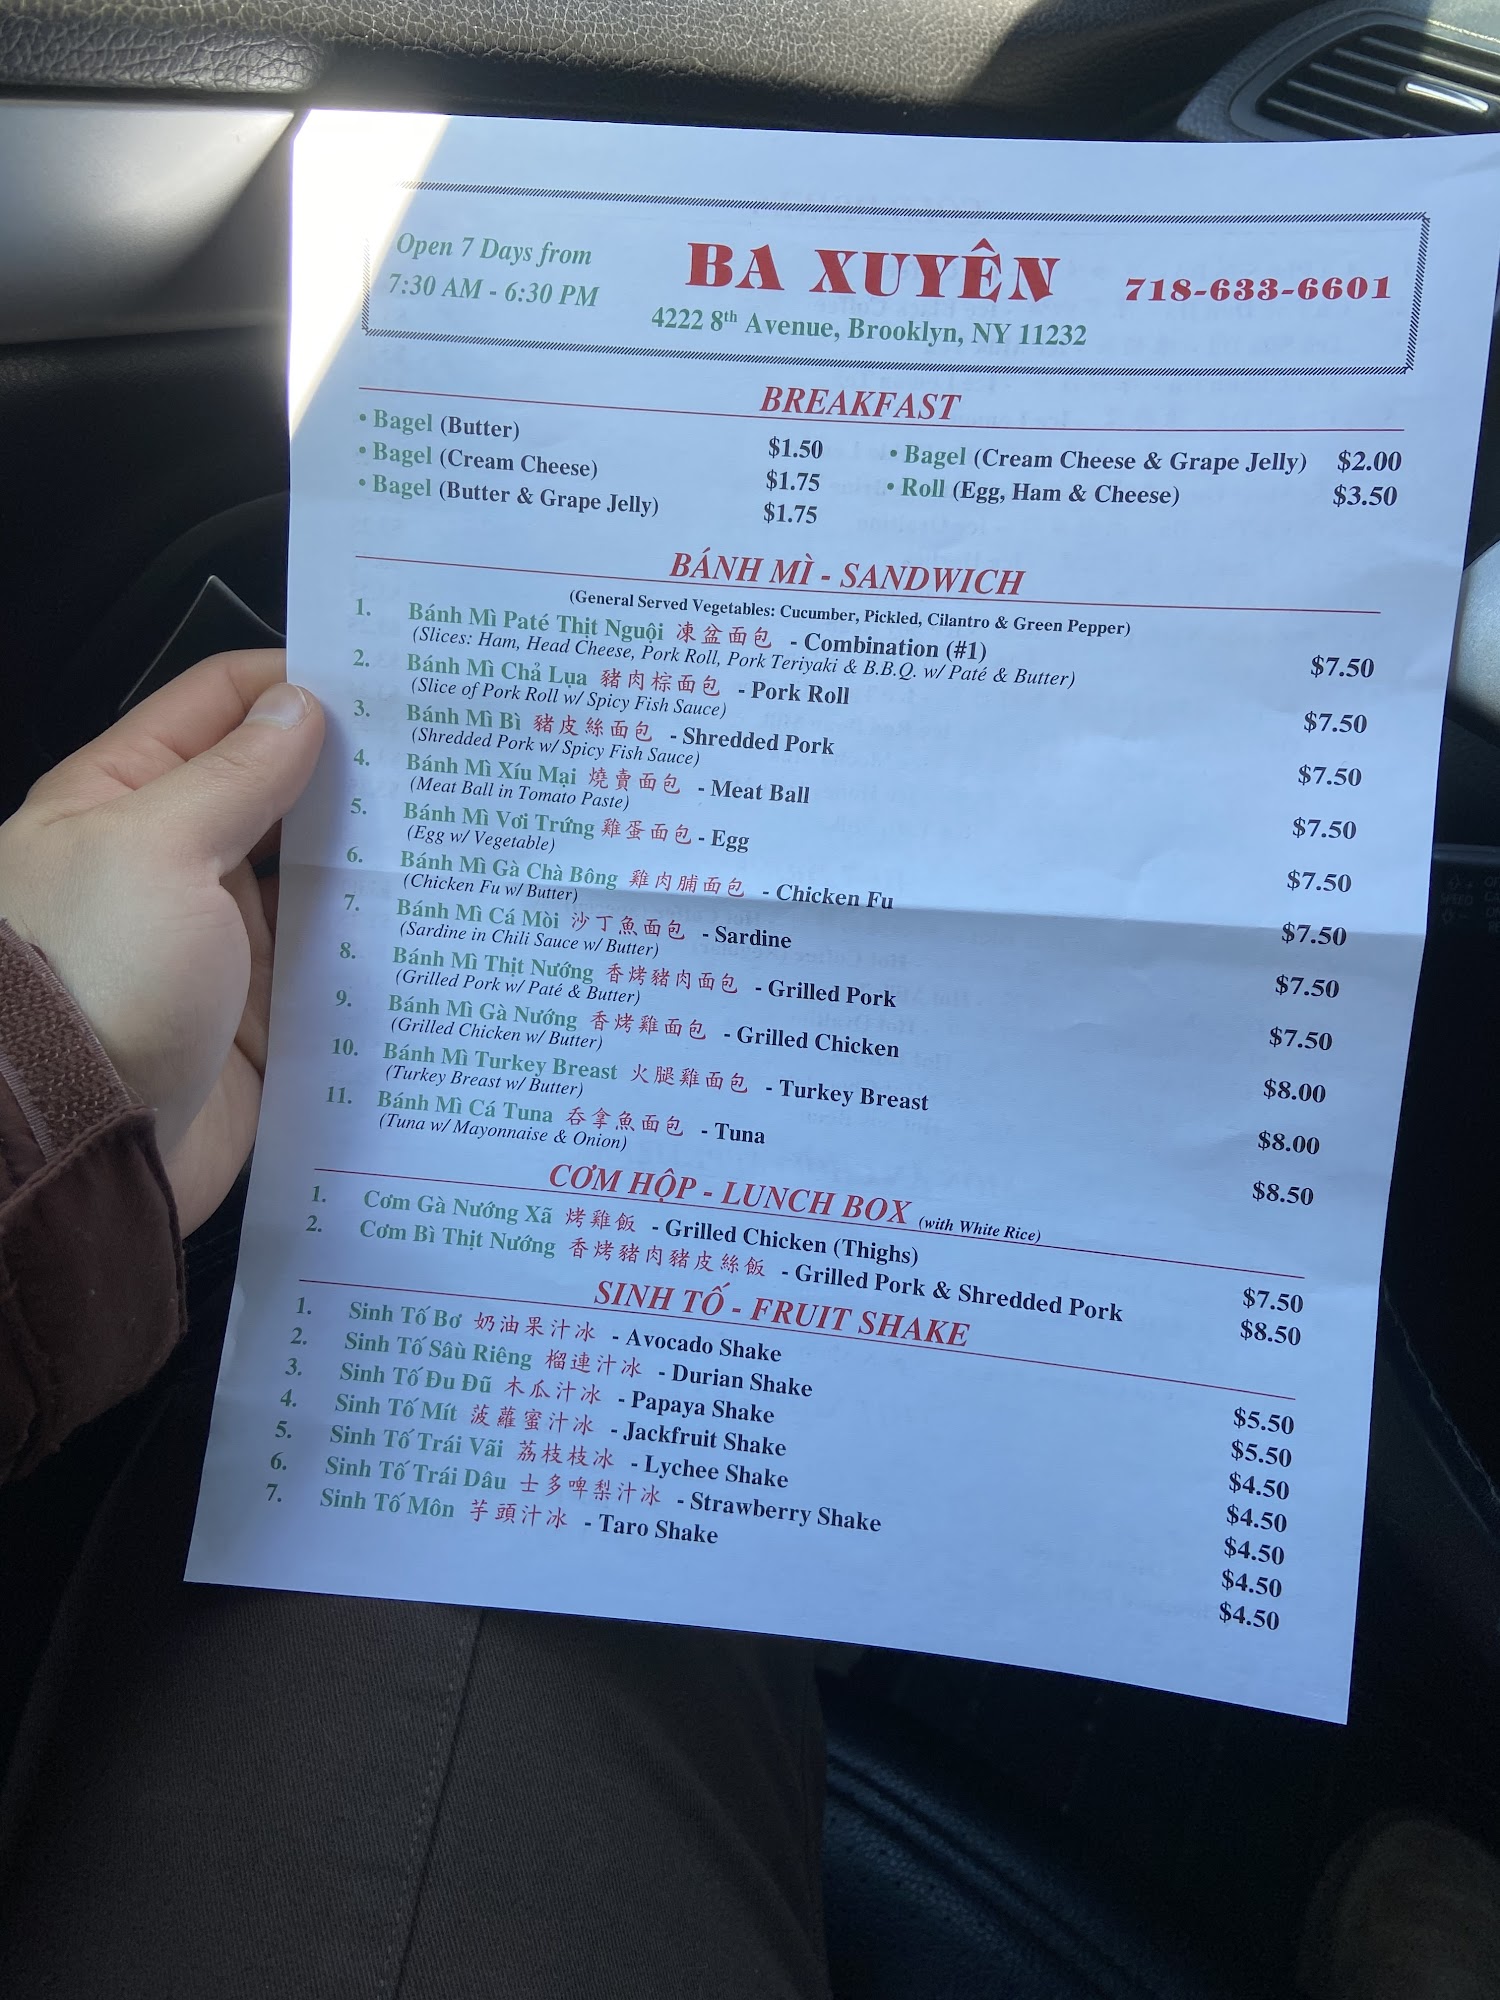 Open 7 Days from
7:30 AM - 6:30 PM
BA XUYÊN
718-633-6601
4222 8th Avenue, Brooklyn, NY 11232
BREAKFAST
• Bagel (Butter) $1.50
• Bagel (Cream Cheese) $1.75
• Bagel (Butter & Grape Jelly) $1.75
• Bagel (Cream Cheese & Grape Jelly) $2.00
• Roll (Egg, Ham & Cheese) $3.50
BÁNH MÌ - SANDWICH
(General Served Vegetables: Cucumber, Pickled, Cilantro & Green Pepper)
1. Bánh Mì Paté Thịt Nguội 凍盆面包 - Combination (#1) $7.50
(Slices: Ham, Head Cheese, Pork Roll, Pork Teriyaki & B.B.Q. w/ Paté & Butter)
2. Bánh Mì Chả Lụa 豬肉棕面包 - Pork Roll $7.50
(Slice of Pork Roll w/ Spicy Fish Sauce)
3. Bánh Mì Bì 豬皮絲面包 - Shredded Pork $7.50
(Shredded Pork w/ Spicy Fish Sauce)
4. Bánh Mì Xíu Mại 燒賣面包 - Meat Ball $7.50
(Meat Ball in Tomato Paste)
5. Bánh Mì Vơi Trứng 雞蛋面包 - Egg $7.50
(Egg w/ Vegetable)
6. Bánh Mì Gà Chà Bông 雞肉脯面包 - Chicken Fu $7.50
(Chicken Fu w/ Butter)
7. Bánh Mì Cá Mòi 沙丁魚面包 - Sardine $7.50
(Sardine in Chili Sauce w/ Butter)
8. Bánh Mì Thịt Nướng 香烤豬肉面包 - Grilled Pork $7.50
(Grilled Pork w/ Paté & Butter)
9. Bánh Mì Gà Nướng 香烤雞面包 - Grilled Chicken $8.00
(Grilled Chicken w/ Butter)
10. Bánh Mì Turkey Breast 火腿雞面包 - Turkey Breast $8.00
(Turkey Breast w/ Butter)
11. Bánh Mì Cá Tuna 吞拿魚面包 - Tuna $8.50
(Tuna w/ Mayonnaise & Onion)
CƠM HỘP - LUNCH BOX (with White Rice)
1. Cơm Gà Nướng Xã 烤雞飯 - Grilled Chicken (Thighs) $7.50
2. Cơm Bì Thịt Nướng 香烤豬肉豬皮絲飯 - Grilled Pork & Shredded Pork $8.50
SINH TỐ - FRUIT SHAKE
1. Sinh Tố Bơ 奶油果汁冰 - Avocado Shake $5.50
2. Sinh Tố Sâù Riêng 榴連汁冰 - Durian Shake $5.50
3. Sinh Tố Đu Đũ 木瓜汁冰 - Papaya Shake $4.50
4. Sinh Tố Mít 菠蘿蜜汁冰 - Jackfruit Shake $4.50
5. Sinh Tố Trái Vãi 荔枝枝冰 - Lychee Shake $4.50
6. Sinh Tố Trái Dâu 士多啤梨汁冰 - Strawberry Shake $4.50
7. Sinh Tố Môn 芋頭汁冰 - Taro Shake $4.50